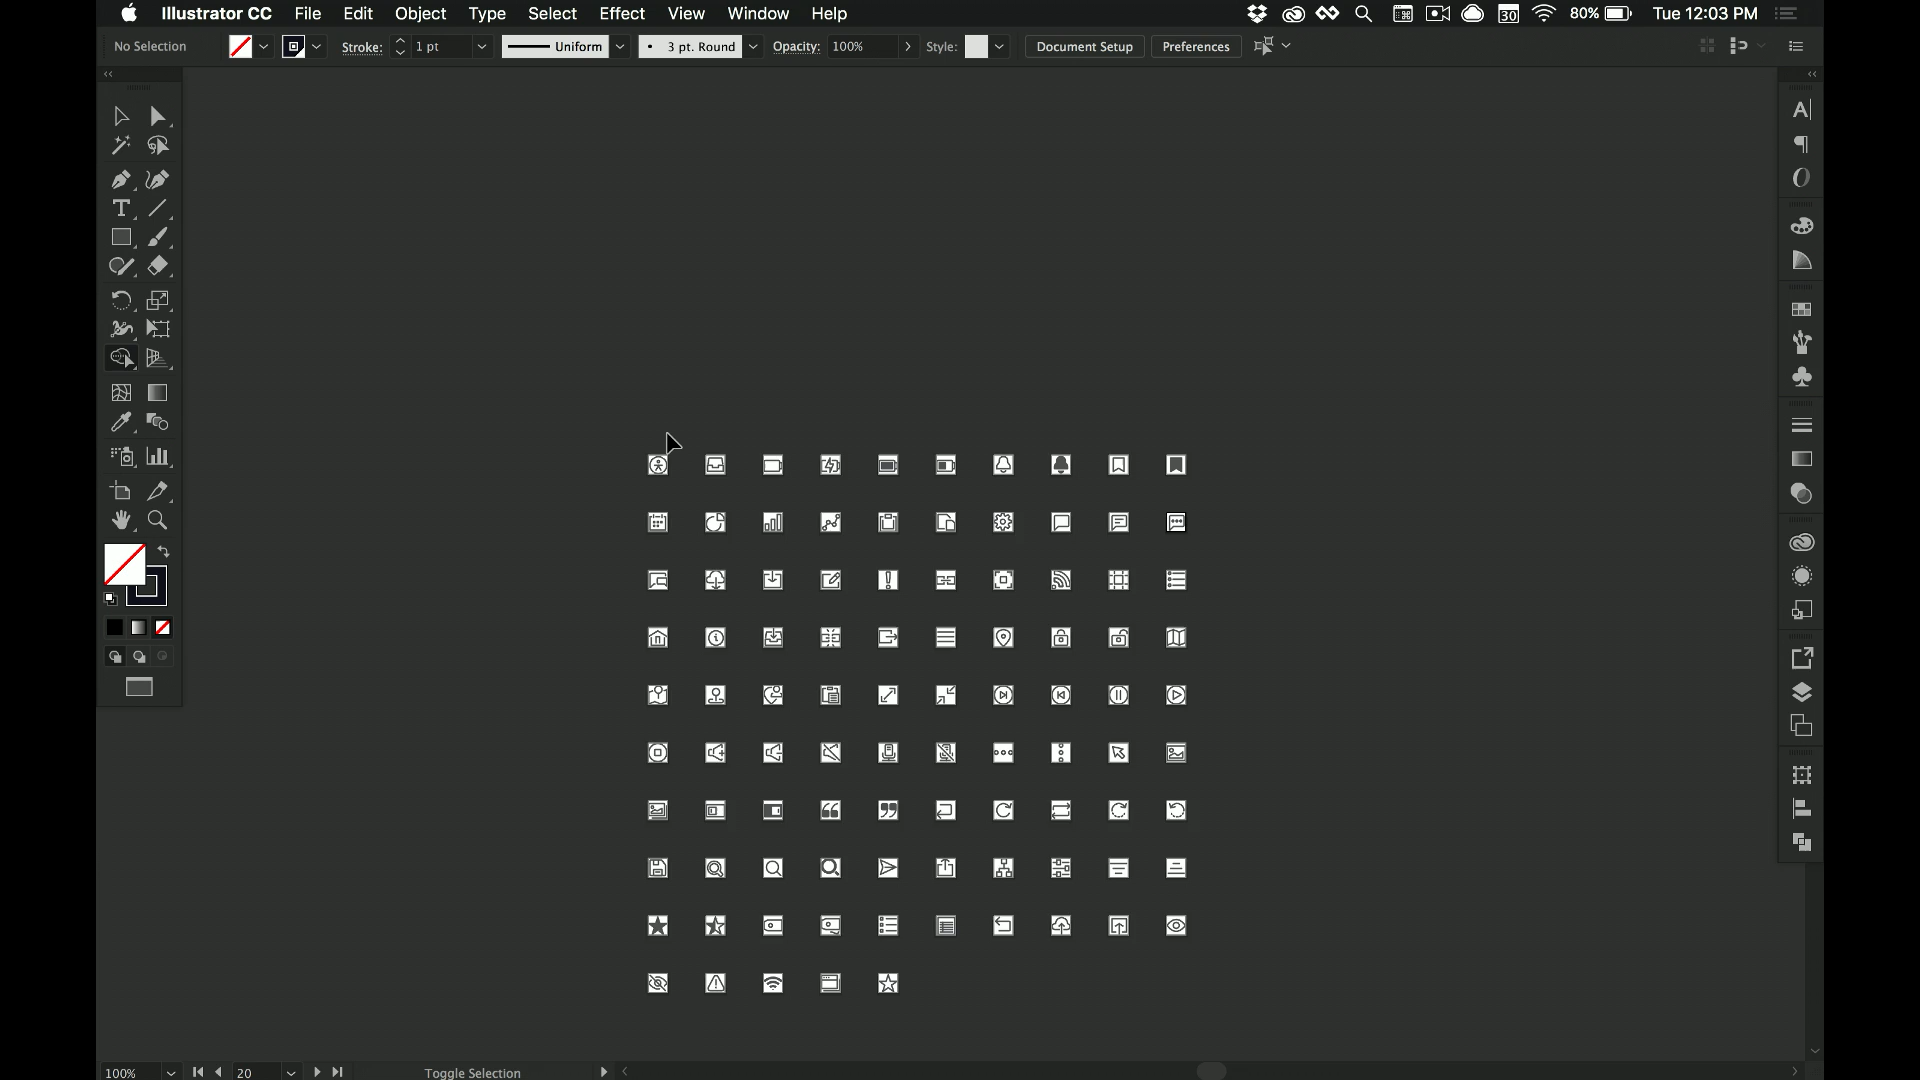 Illustrator CC File Edit Object Type Select Effect View Window Help 30 80% Tue 12:03 PM
No Selection Stroke: 1 pt Uniform 3 pt. Round Opacity: 100% Style: Document Setup Preferences
100% 20 Toggle Selection